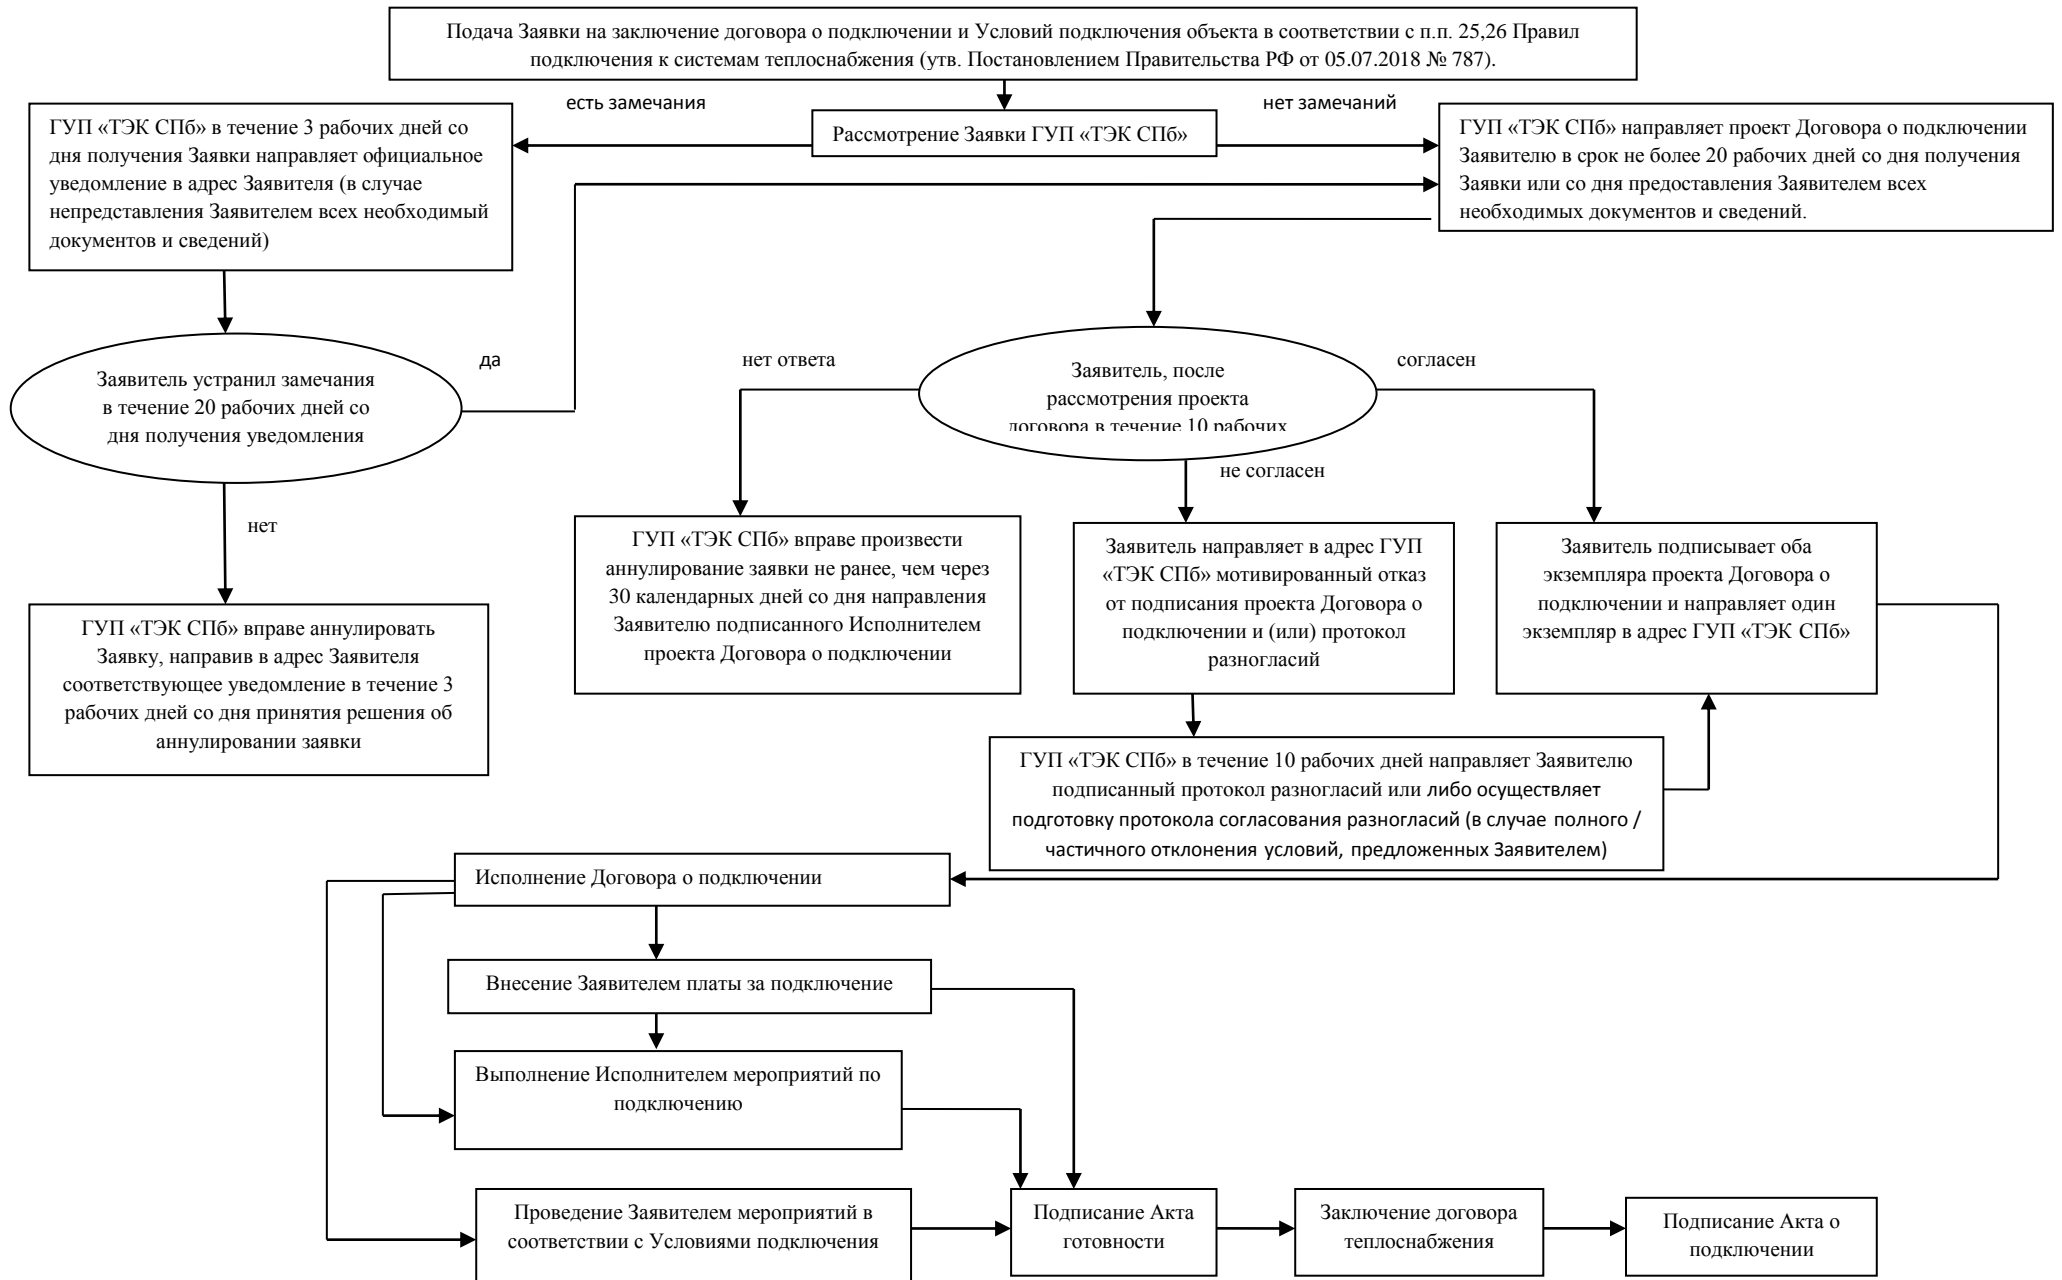 Подача Заявки на заключение договора о подключении и Условий подключения объекта в соответствии с п.п. 25,26 Правил
подключения к системам теплоснабжения (утв. Постановлением Правительства РФ от 05.07.2018 № 787).
есть замечания
нет замечаний
Рассмотрение Заявки ГУП «ТЭК СПб»
ГУП «ТЭК СПб» в течение 3 рабочих дней со
дня получения Заявки направляет официальное
уведомление в адрес Заявителя (в случае
непредставления Заявителем всех необходимый
документов и сведений)
ГУП «ТЭК СПб» направляет проект Договора о подключении
Заявителю в срок не более 20 рабочих дней со дня получения
Заявки или со дня предоставления Заявителем всех
необходимых документов и сведений.
Заявитель устранил замечания
в течение 20 рабочих дней со
дня получения уведомления
да
нет
нет ответа
Заявитель, после
рассмотрения проекта
договора в течение 10 рабочих
согласен
не согласен
ГУП «ТЭК СПб» вправе аннулировать
Заявку, направив в адрес Заявителя
соответствующее уведомление в течение 3
рабочих дней со дня принятия решения об
аннулировании заявки
ГУП «ТЭК СПб» вправе произвести
аннулирование заявки не ранее, чем через
30 календарных дней со дня направления
Заявителю подписанного Исполнителем
проекта Договора о подключении
Заявитель направляет в адрес ГУП
«ТЭК СПб» мотивированный отказ
от подписания проекта Договора о
подключении и (или) протокол
разногласий
Заявитель подписывает оба
экземпляра проекта Договора о
подключении и направляет один
экземпляр в адрес ГУП «ТЭК СПб»
ГУП «ТЭК СПб» в течение 10 рабочих дней направляет Заявителю
подписанный протокол разногласий или либо осуществляет
подготовку протокола согласования разногласий (в случае полного /
частичного отклонения условий, предложенных Заявителем)
Исполнение Договора о подключении
Внесение Заявителем платы за подключение
Выполнение Исполнителем мероприятий по
подключению
Проведение Заявителем мероприятий в
соответствии с Условиями подключения
Подписание Акта
готовности
Заключение договора
теплоснабжения
Подписание Акта о
подключении